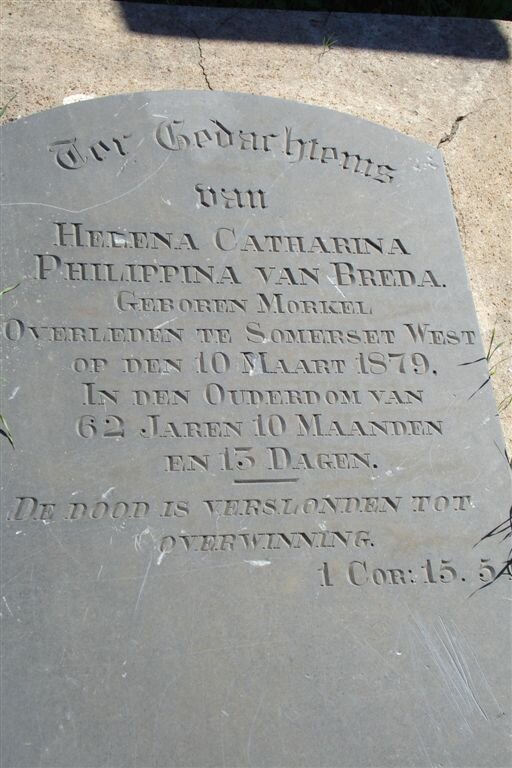 Ter Gedachtenis
van
Helena Catharina
Philippina van Breda.
Geboren Morkel
Overleden te Somerset West
op den 10 Maart 1879.
In den Ouderdom van
62 Jaren 10 Maanden
en 13 Dagen.
De dood is verslonden tot
overwinning.
1 Cor: 15.